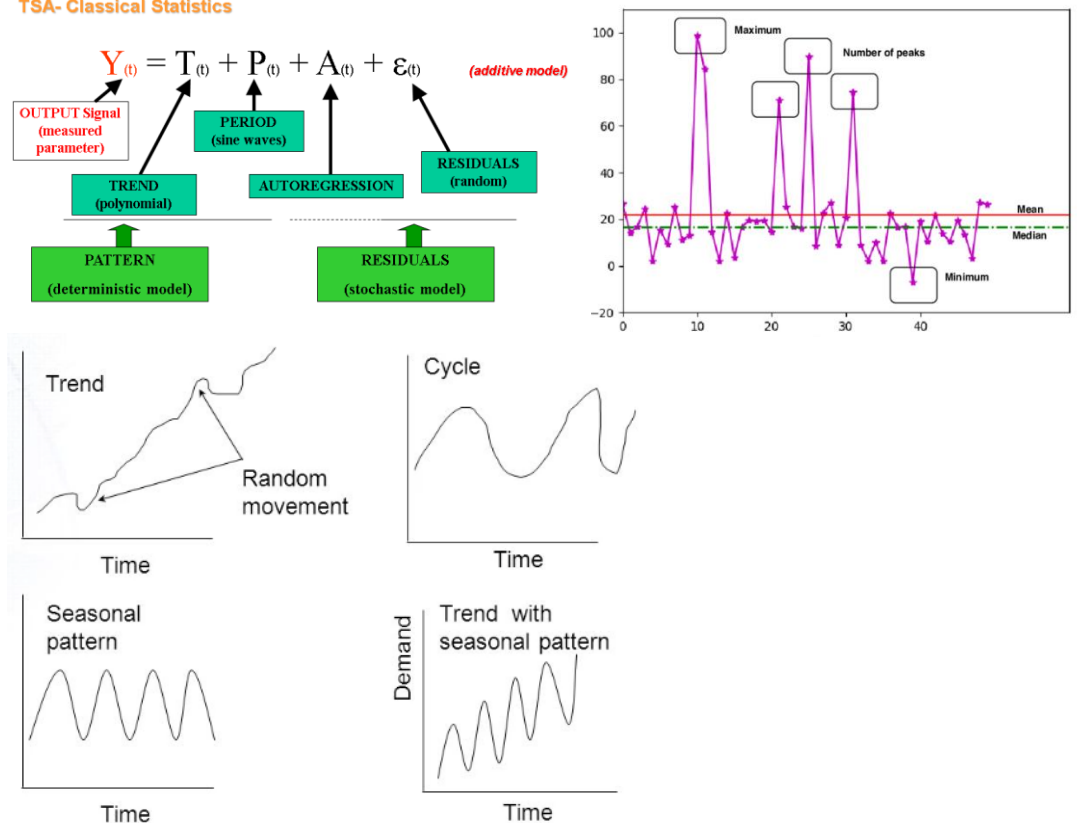 TSA- Classical Statistics
Y(t) = T(t) + P(t) + A(t) + ε(t)
(additive model)
OUTPUT Signal
(measured
parameter)
PERIOD
(sine waves)
RESIDUALS
(random)
TREND
(polynomial)
AUTOREGRESSION
PATTERN
(deterministic model)
RESIDUALS
(stochastic model)
100
80
60
40
20
0
−20
0 10 20 30 40
Maximum
Number of peaks
Mean
Median
Minimum
Trend
Random
movement
Time
Cycle
Time
Seasonal
pattern
Time
Trend with
seasonal pattern
Demand
Time